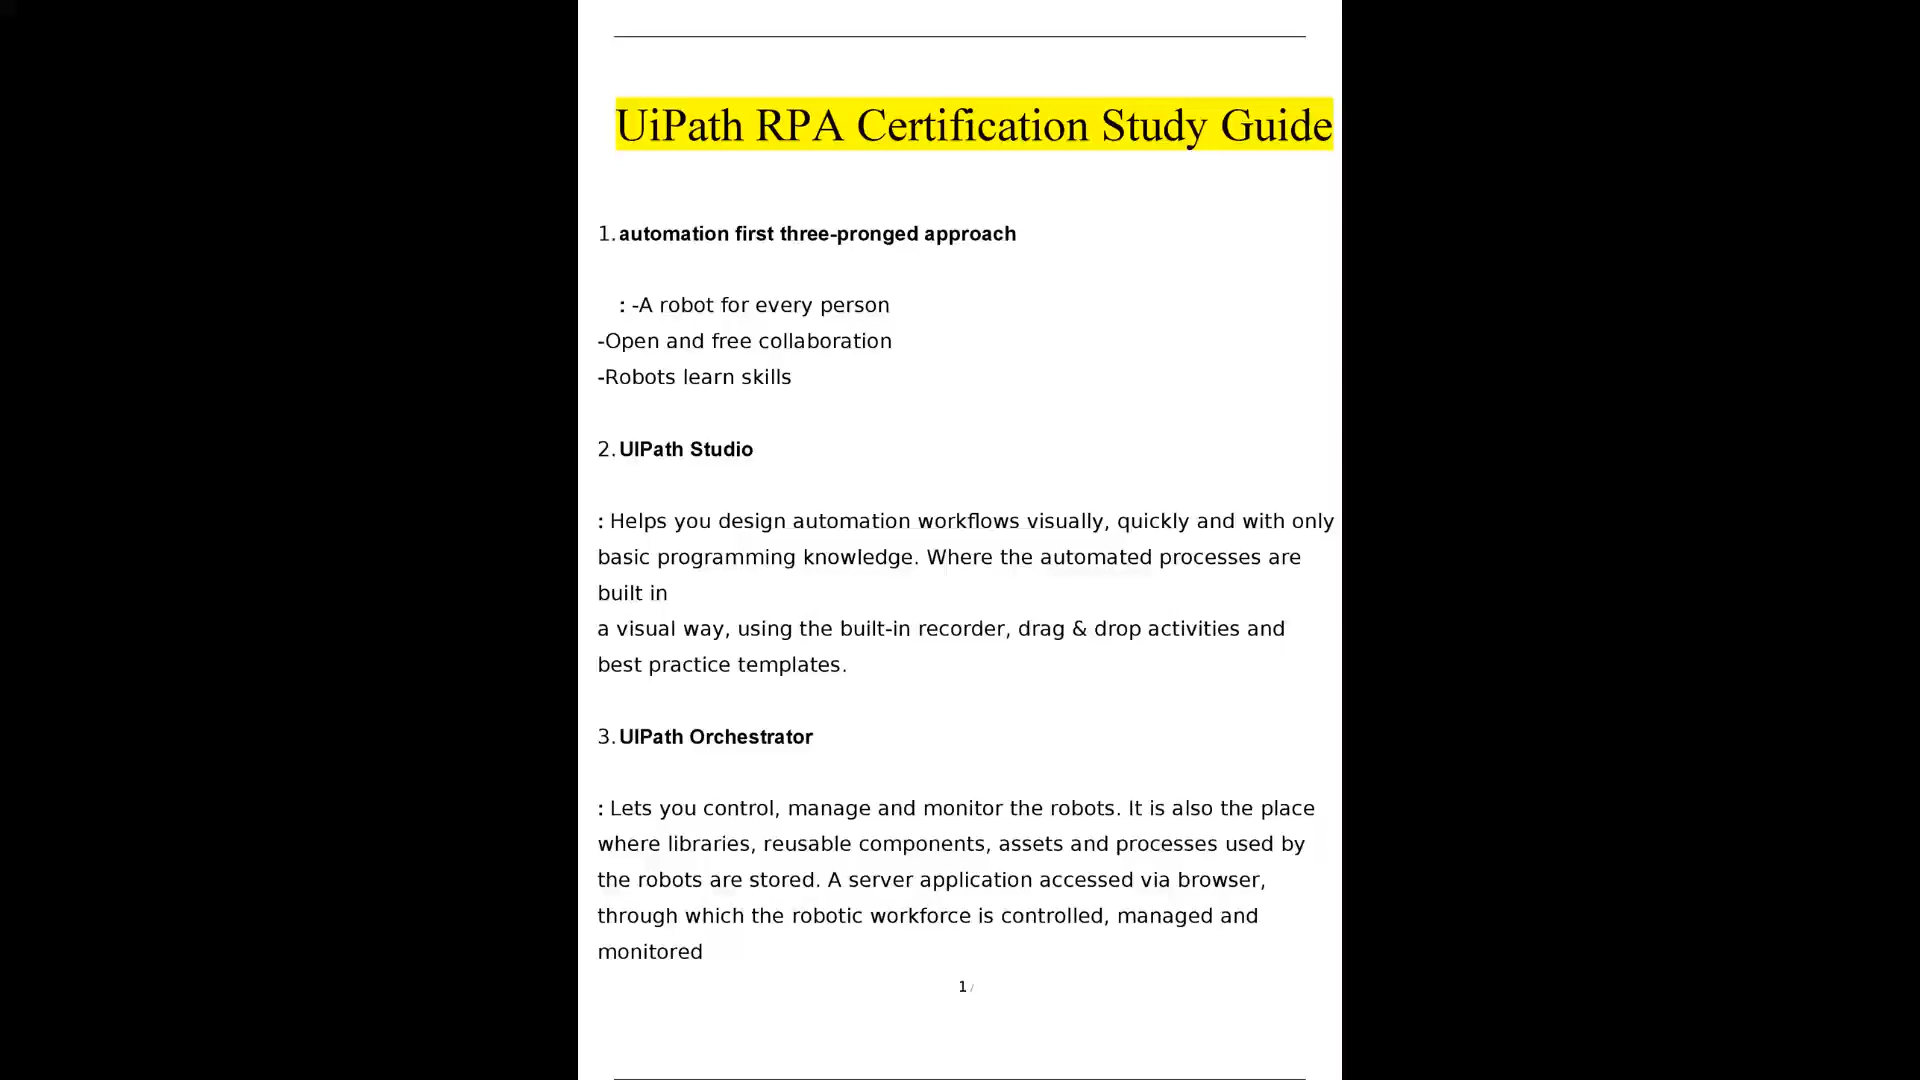 UiPath RPA Certification Study Guide
1. automation first three-pronged approach
: -A robot for every person
-Open and free collaboration
-Robots learn skills
2. UIPath Studio
: Helps you design automation workflows visually, quickly and with only
basic programming knowledge. Where the automated processes are
built in
a visual way, using the built-in recorder, drag & drop activities and
best practice templates.
3. UIPath Orchestrator
: Lets you control, manage and monitor the robots. It is also the place
where libraries, reusable components, assets and processes used by
the robots are stored. A server application accessed via browser,
through which the robotic workforce is controlled, managed and
monitored
1 /